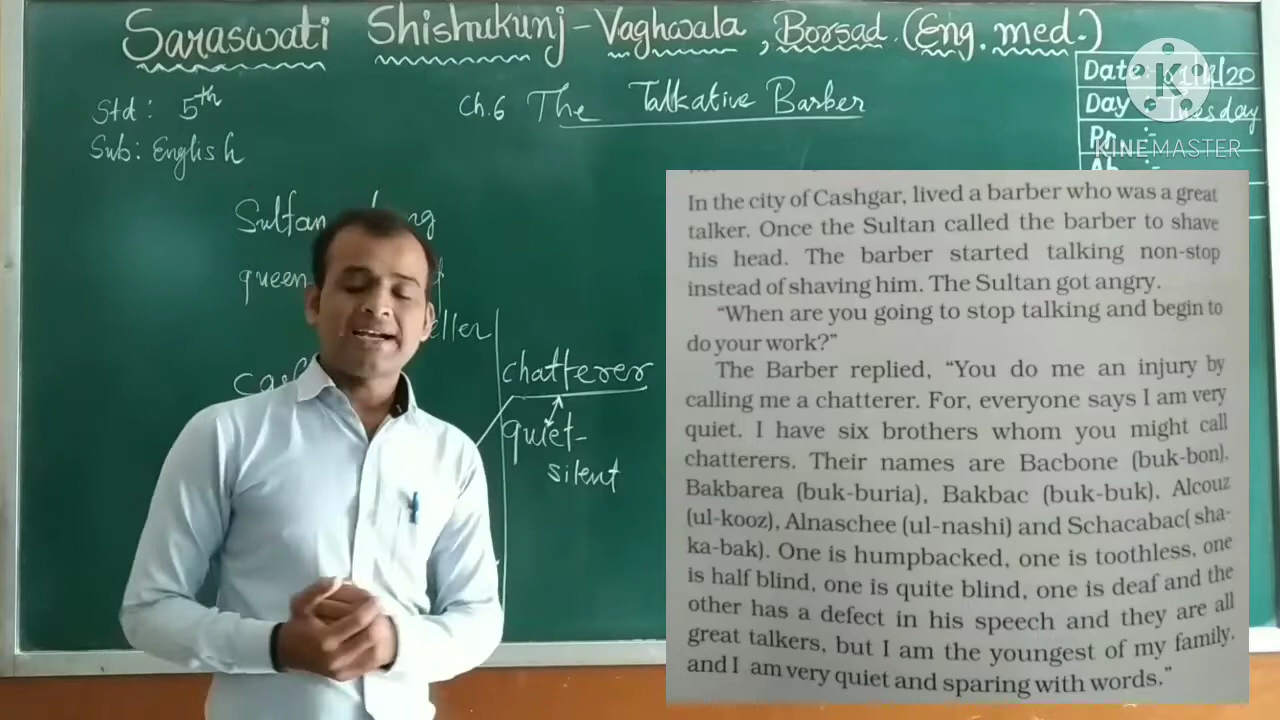 Saraswati Shishukunj - Vaghwala, Borsad. (Eng. med.)
Std: 5th
Sub: English
Ch.6 The Talkative Barber
Date:
Day Tuesday
Pr. :-
Ab :-
KINEMASTER
Sultan
queen
eller
chatterer
quiet-
silent
In the city of Cashgar, lived a barber who was a great
talker. Once the Sultan called the barber to shave
his head. The barber started talking non-stop
instead of shaving him. The Sultan got angry.
"When are you going to stop talking and begin to
do your work?"
The Barber replied, "You do me an injury by
calling me a chatterer. For, everyone says I am very
quiet. I have six brothers whom you might call
chatterers. Their names are Bacbone (buk-bon).
Bakbarea (buk-buria), Bakbac (buk-buk), Alcouz
(ul-kooz), Alnaschee (ul-nashi) and Schacabac( sha-
ka-bak). One is humpbacked, one is toothless, one
is half blind, one is quite blind, one is deaf and the
other has a defect in his speech and they are all
great talkers, but I am the youngest of my family,
and I am very quiet and sparing with words."